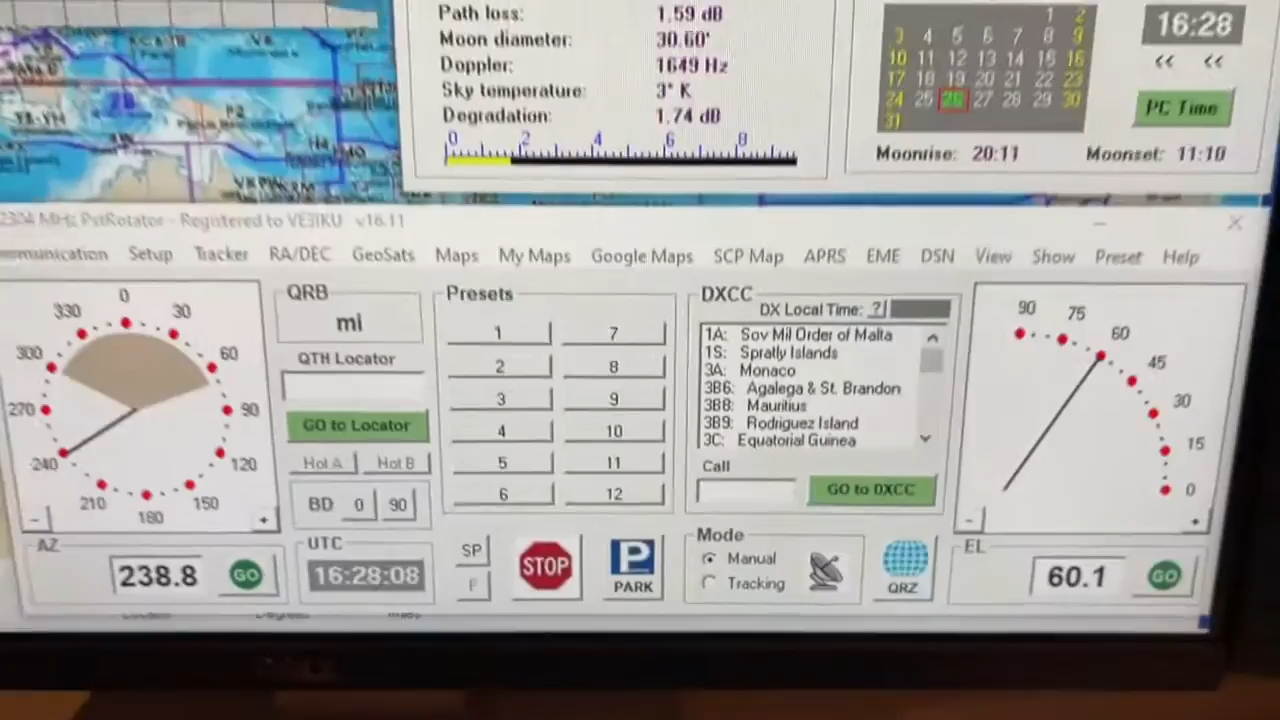 Path loss: 1.59 dB
Moon diameter: 30.60'
Doppler: 1649 Hz
Sky temperature: 3° K
Degradation: 1.74 dB
0 2 4 6 8
1 2
3 4 5 6 7 8 9
10 11 12 13 14 15 16
17 18 19 20 21 22 23
24 25 26 27 28 29 30
31
16:28
<< <<
PC Time
Moonrise: 20:11 Moonset: 11:10
P2
2304 MHz PstRotator - Registered to VE3IKU v16.11
Setup Tracker RA/DEC GeoSats Maps My Maps Google Maps SCP Map APRS EME DSN View Show Preset Help
0
30
60
90
120
150
180
210
240
270
300
330
- +
AZ
238.8 GO
QRB
mi
QTH Locator
GO to Locator
Hot A Hot B
BD 0 90
UTC
16:28:08
Presets
1 7
2 8
3 9
4 10
5 11
6 12
SP
F
STOP
P
PARK
DXCC
DX Local Time: ?
1A: Sov Mil Order of Malta
1S: Spratly Islands
3A: Monaco
3B6: Agalega & St. Brandon
3B8: Mauritius
3B9: Rodriguez Island
3C: Equatorial Guinea
Call
GO to DXCC
Mode
Manual
Tracking
QRZ
90
75
60
45
30
15
0
- +
EL
60.1 GO